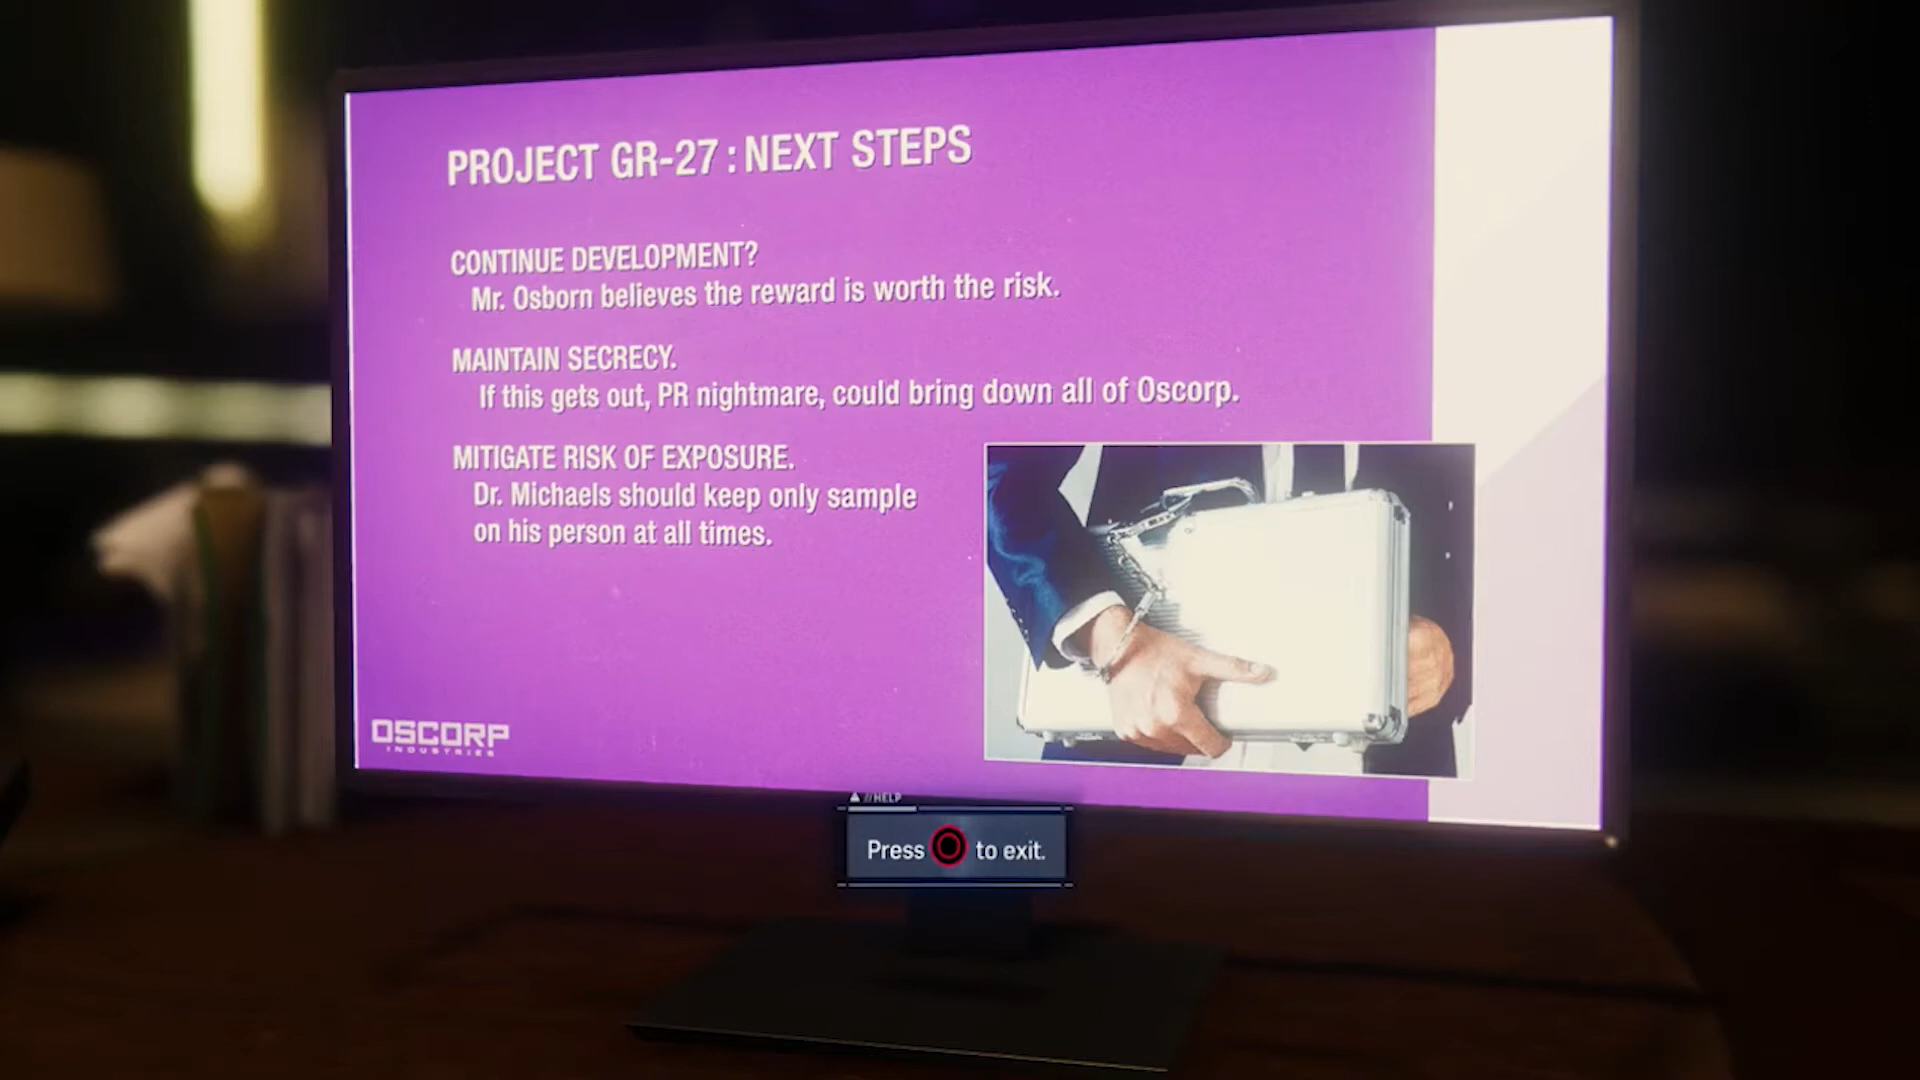 PROJECT GR-27 : NEXT STEPS
CONTINUE DEVELOPMENT?
Mr. Osborn believes the reward is worth the risk.
MAINTAIN SECRECY.
If this gets out, PR nightmare, could bring down all of Oscorp.
MITIGATE RISK OF EXPOSURE.
Dr. Michaels should keep only sample
on his person at all times.
OSCORP
INDUSTRIES
//HELP
Press to exit.